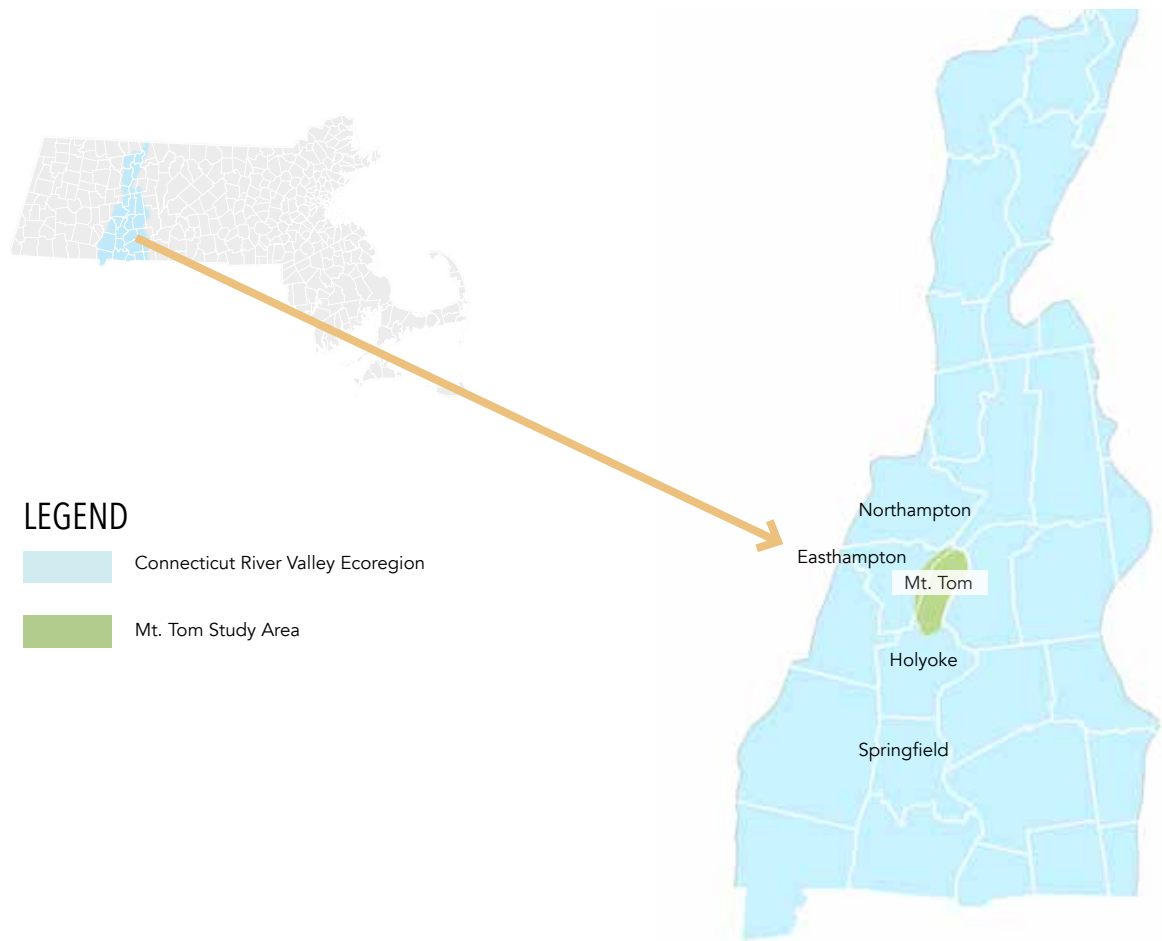 LEGEND
Connecticut River Valley Ecoregion
Mt. Tom Study Area
Northampton
Easthampton
Mt. Tom
Holyoke
Springfield